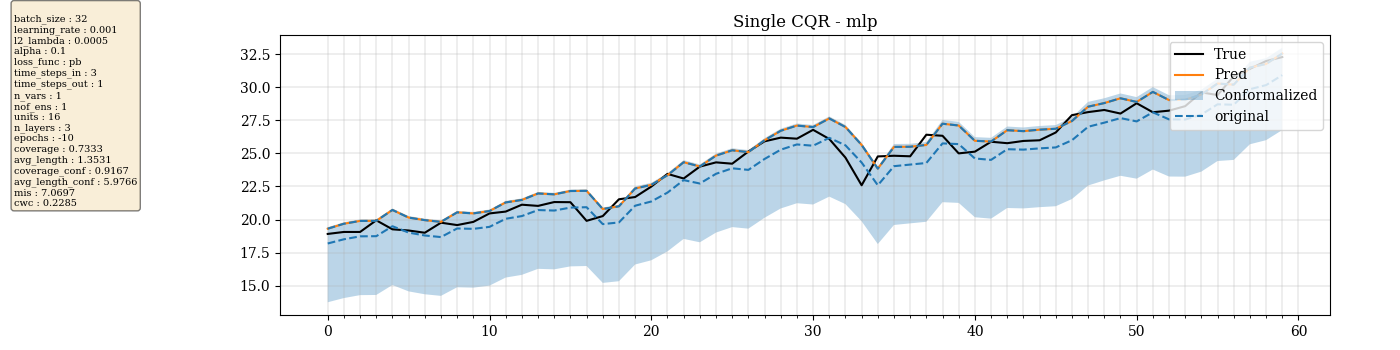 batch_size : 32
learning_rate : 0.001
l2_lambda : 0.0005
alpha : 0.1
loss_func : pb
time_steps_in : 3
time_steps_out : 1
n_vars : 1
nof_ens : 1
units : 16
n_layers : 3
epochs : -10
coverage : 0.7333
avg_length : 1.3531
coverage_conf : 0.9167
avg_length_conf : 5.9766
mis : 7.0697
cwc : 0.2285
Single CQR - mlp
32.5
30.0
27.5
25.0
22.5
20.0
17.5
15.0
0 10 20 30 40 50 60
True
Pred
Conformalized
original